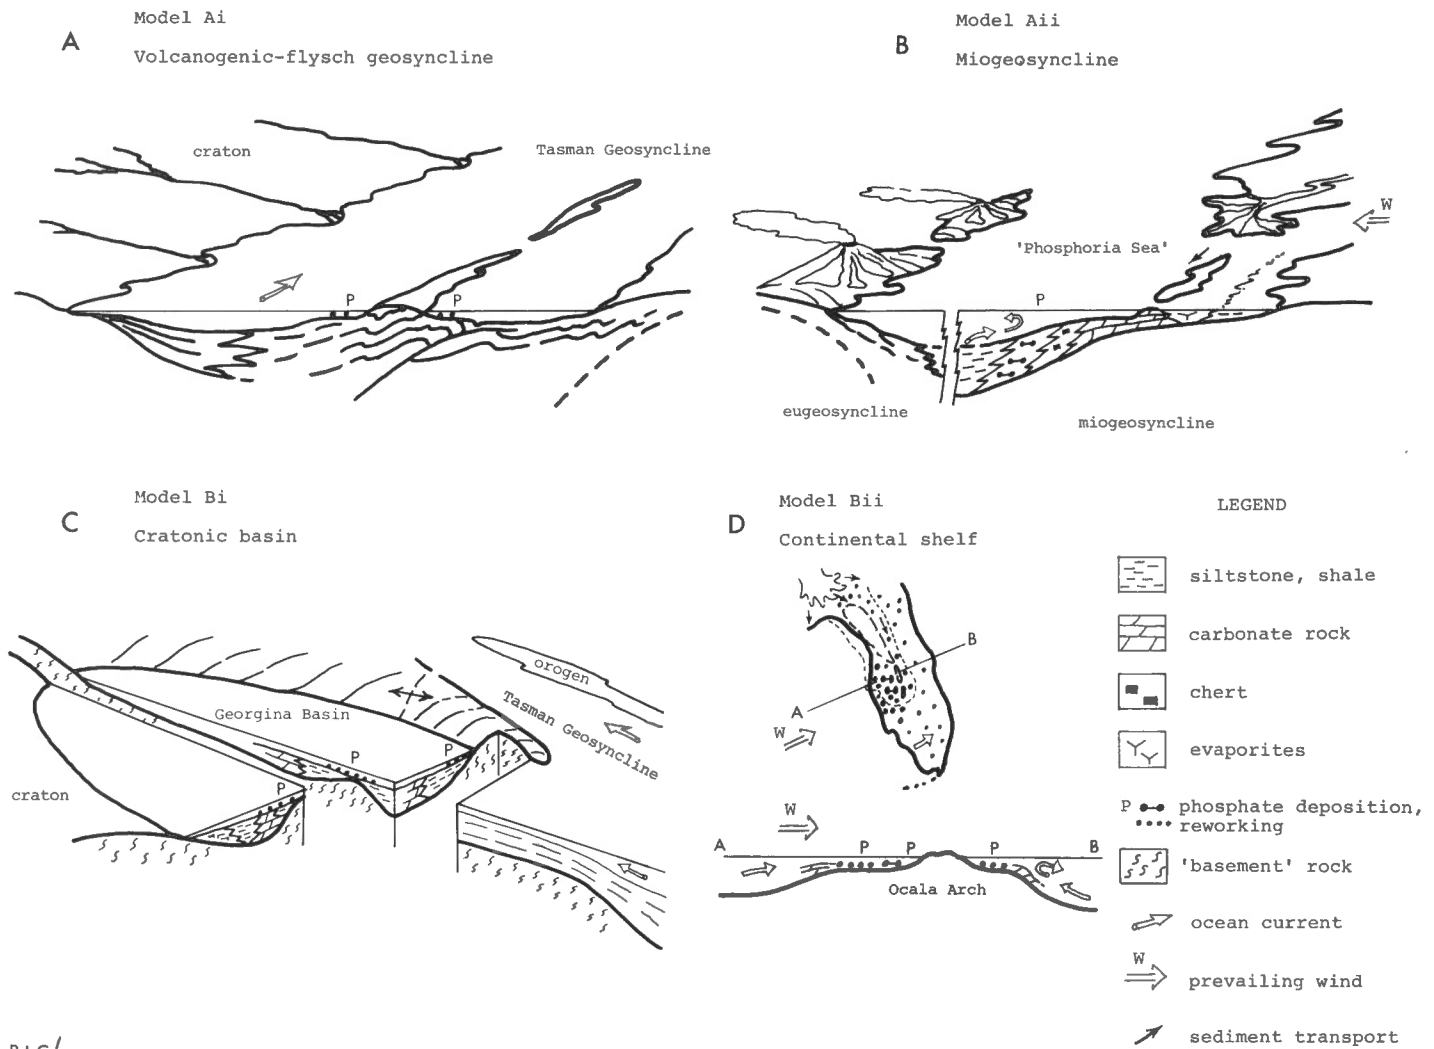 Model Ai
A
Volcanogenic-flysch geosyncline
craton
Tasman Geosyncline
P
P
Model Aii
B
Miogeosyncline
W
'Phosphoria Sea'
P
eugeosyncline
miogeosyncline
Model Bi
C
Cratonic basin
orogen
Tasman Geosyncline
Georgina Basin
P
P
P
craton
Model Bii
D
Continental shelf
B
A
W
W
A
P
P
P
B
Ocala Arch
LEGEND
siltstone, shale
carbonate rock
chert
evaporites
P phosphate deposition,
reworking
'basement' rock
ocean current
W
prevailing wind
sediment transport